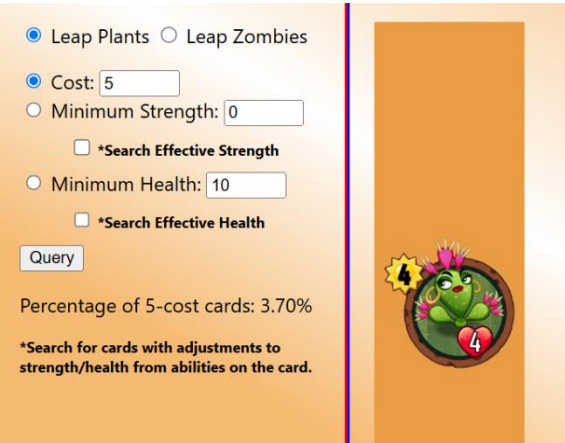 Leap Plants Leap Zombies
Cost: 5
Minimum Strength: 0
*Search Effective Strength
Minimum Health: 10
*Search Effective Health
Query
Percentage of 5-cost cards: 3.70%
*Search for cards with adjustments to
strength/health from abilities on the card.
4
4